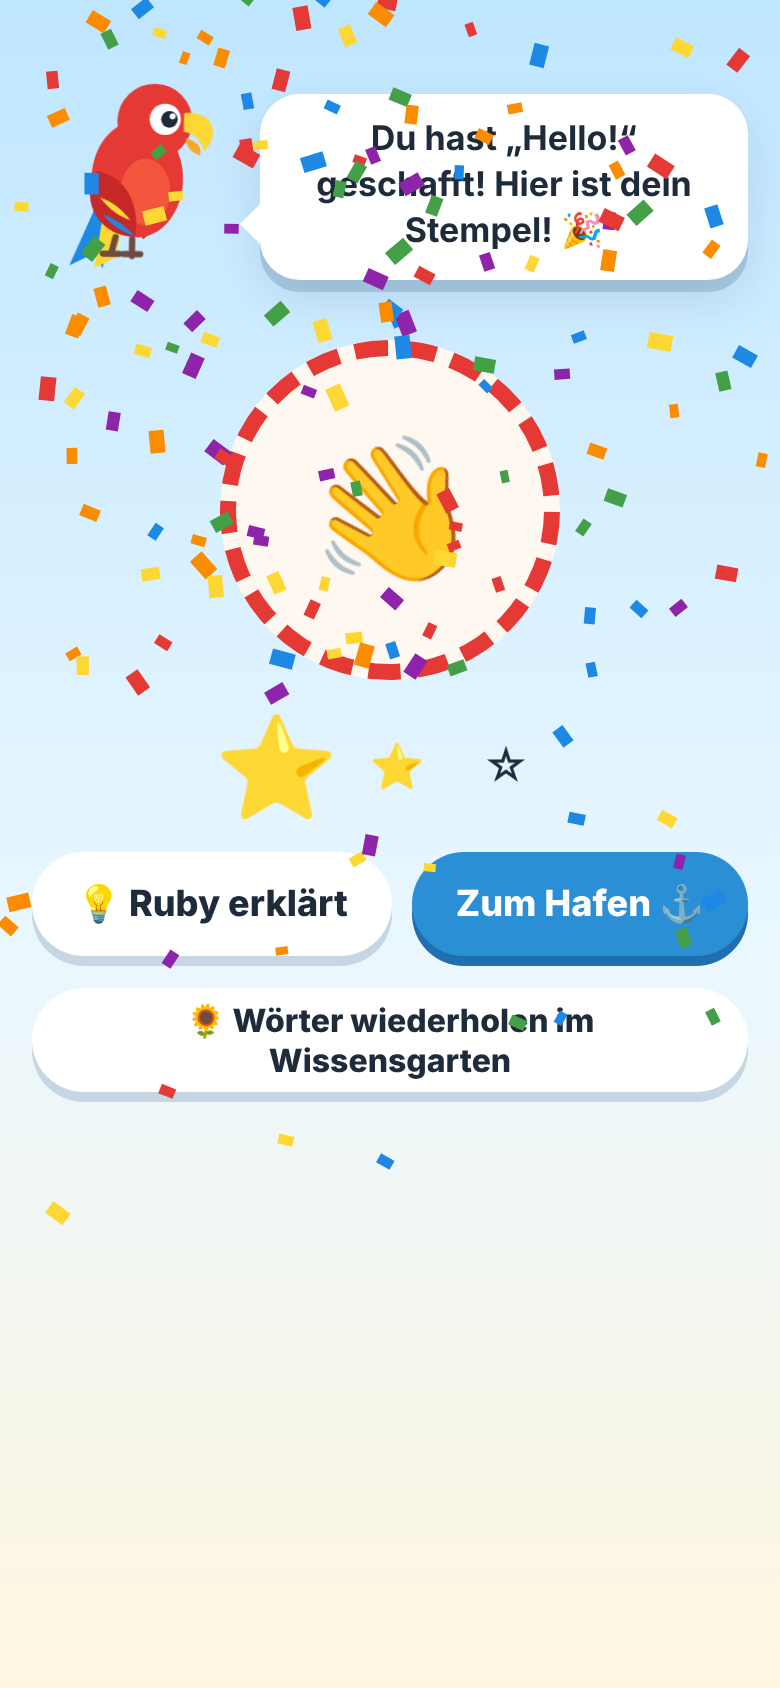 Du hast „Hello!“
geschafft! Hier ist dein
Stempel! 🎉
💡 Ruby erklärt
Zum Hafen ⚓
🌻 Wörter wiederholen im
Wissensgarten